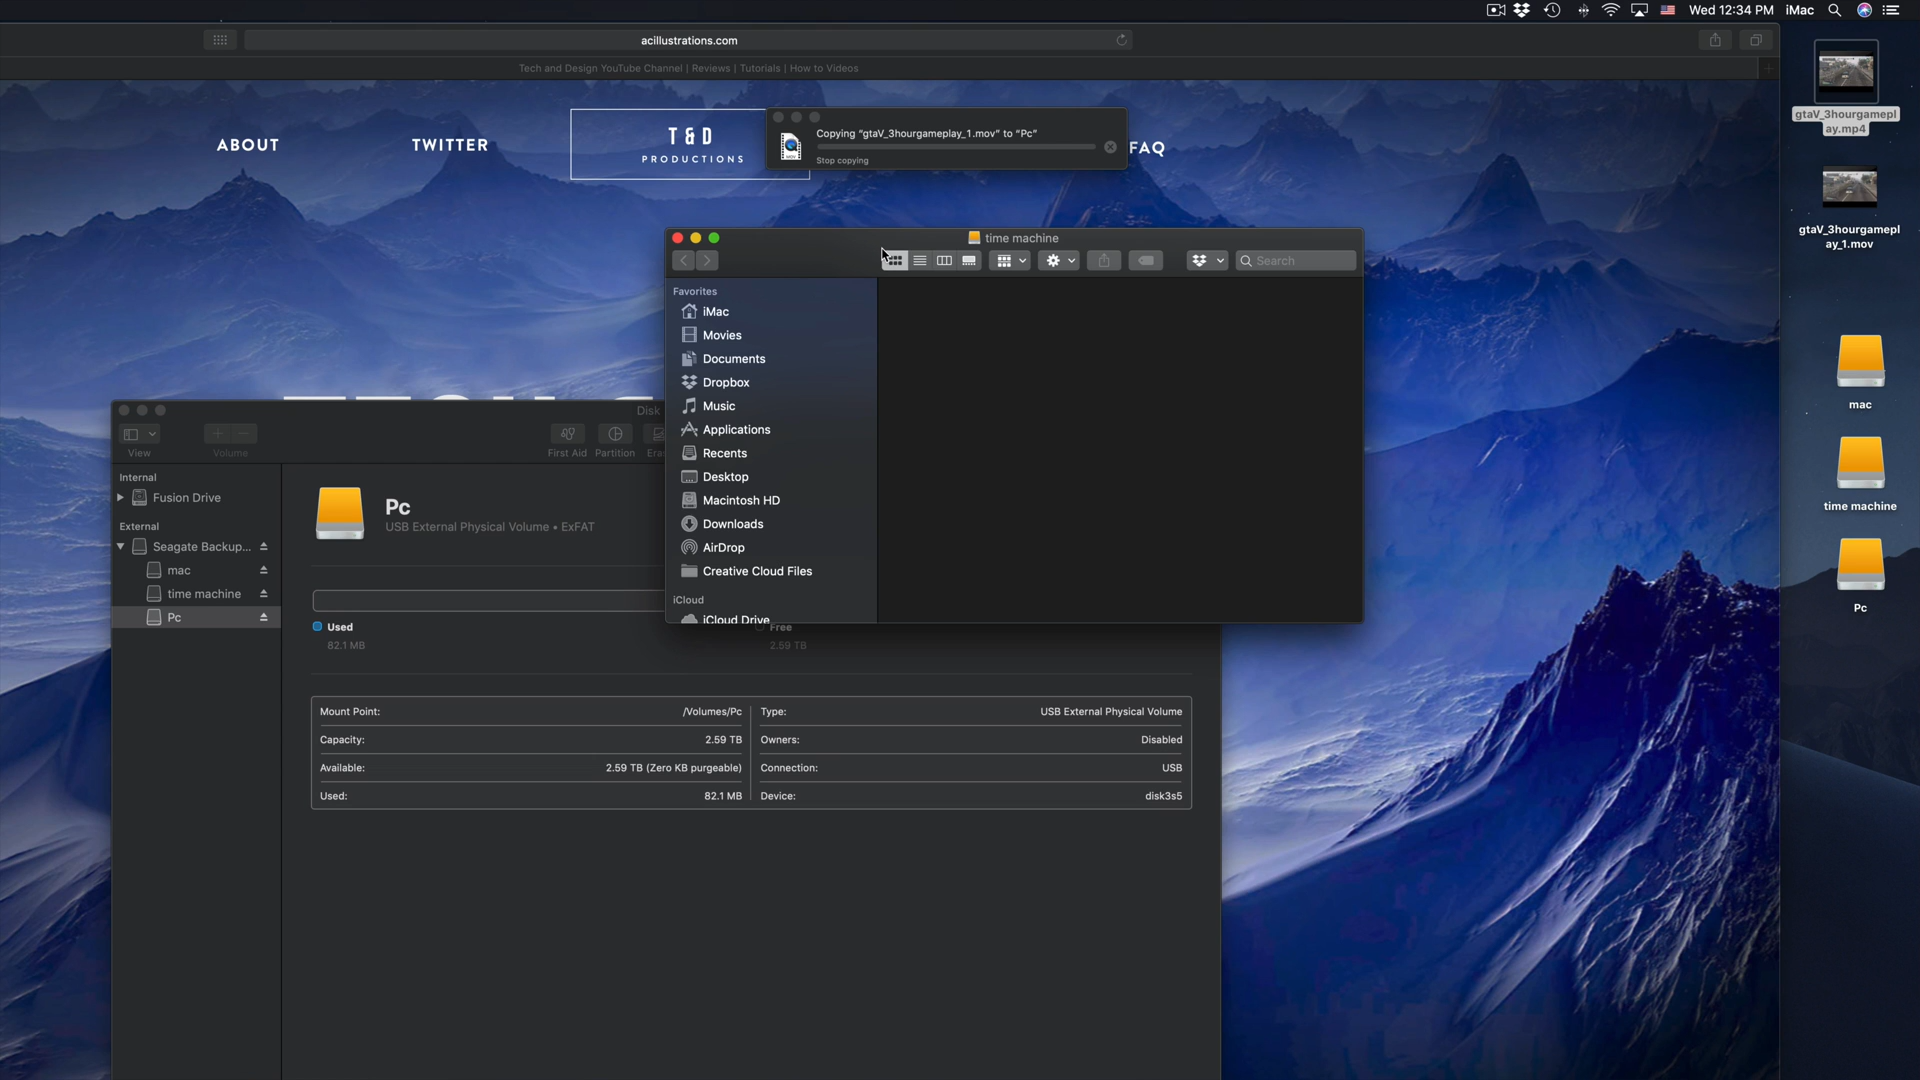 Wed 12:34 PM iMac
acillustrations.com
Tech and Design YouTube Channel | Reviews | Tutorials | How to Videos
ABOUT
TWITTER
T & D
PRODUCTIONS
FAQ
Copying “gtaV_3hourgameplay_1.mov” to “Pc”
Stop copying
MOV
time machine
Search
Favorites
iMac
Movies
Documents
Dropbox
Music
Applications
Recents
Desktop
Macintosh HD
Downloads
AirDrop
Creative Cloud Files
iCloud
iCloud Drive
Disk
View
Volume
First Aid
Partition
Eras
Internal
Fusion Drive
External
Seagate Backup...
mac
time machine
Pc
Pc
USB External Physical Volume • ExFAT
Used
82.1 MB
Free
2.59 TB
Mount Point: /Volumes/Pc
Capacity: 2.59 TB
Available: 2.59 TB (Zero KB purgeable)
Used: 82.1 MB
Type: USB External Physical Volume
Owners: Disabled
Connection: USB
Device: disk3s5
gtaV_3hourgamepl
ay.mp4
gtaV_3hourgamepl
ay_1.mov
mac
time machine
Pc